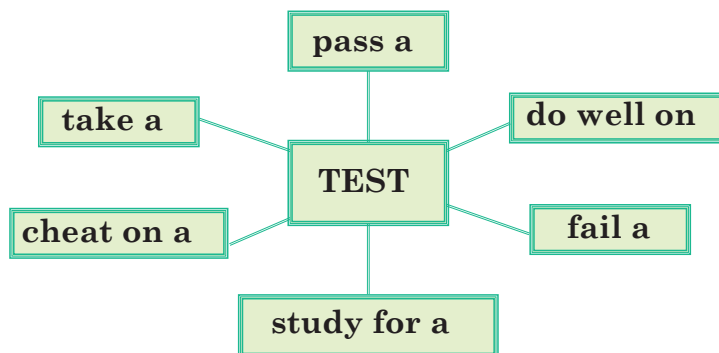 pass a
take a
do well on
TEST
cheat on a
fail a
study for a